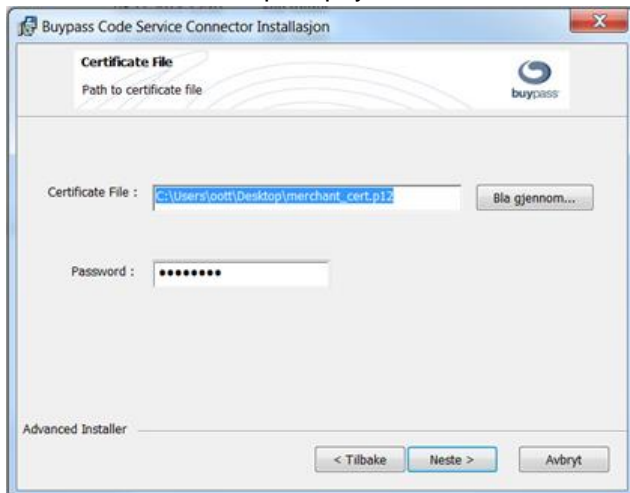 Buypass Code Service Connector Installasjon
Certificate File
Path to certificate file
buypass
Certificate File :
C:\Users\oott\Desktop\merchant_cert.p12
Bla gjennom...
Password :
••••••••
Advanced Installer
< Tilbake
Neste >
Avbryt